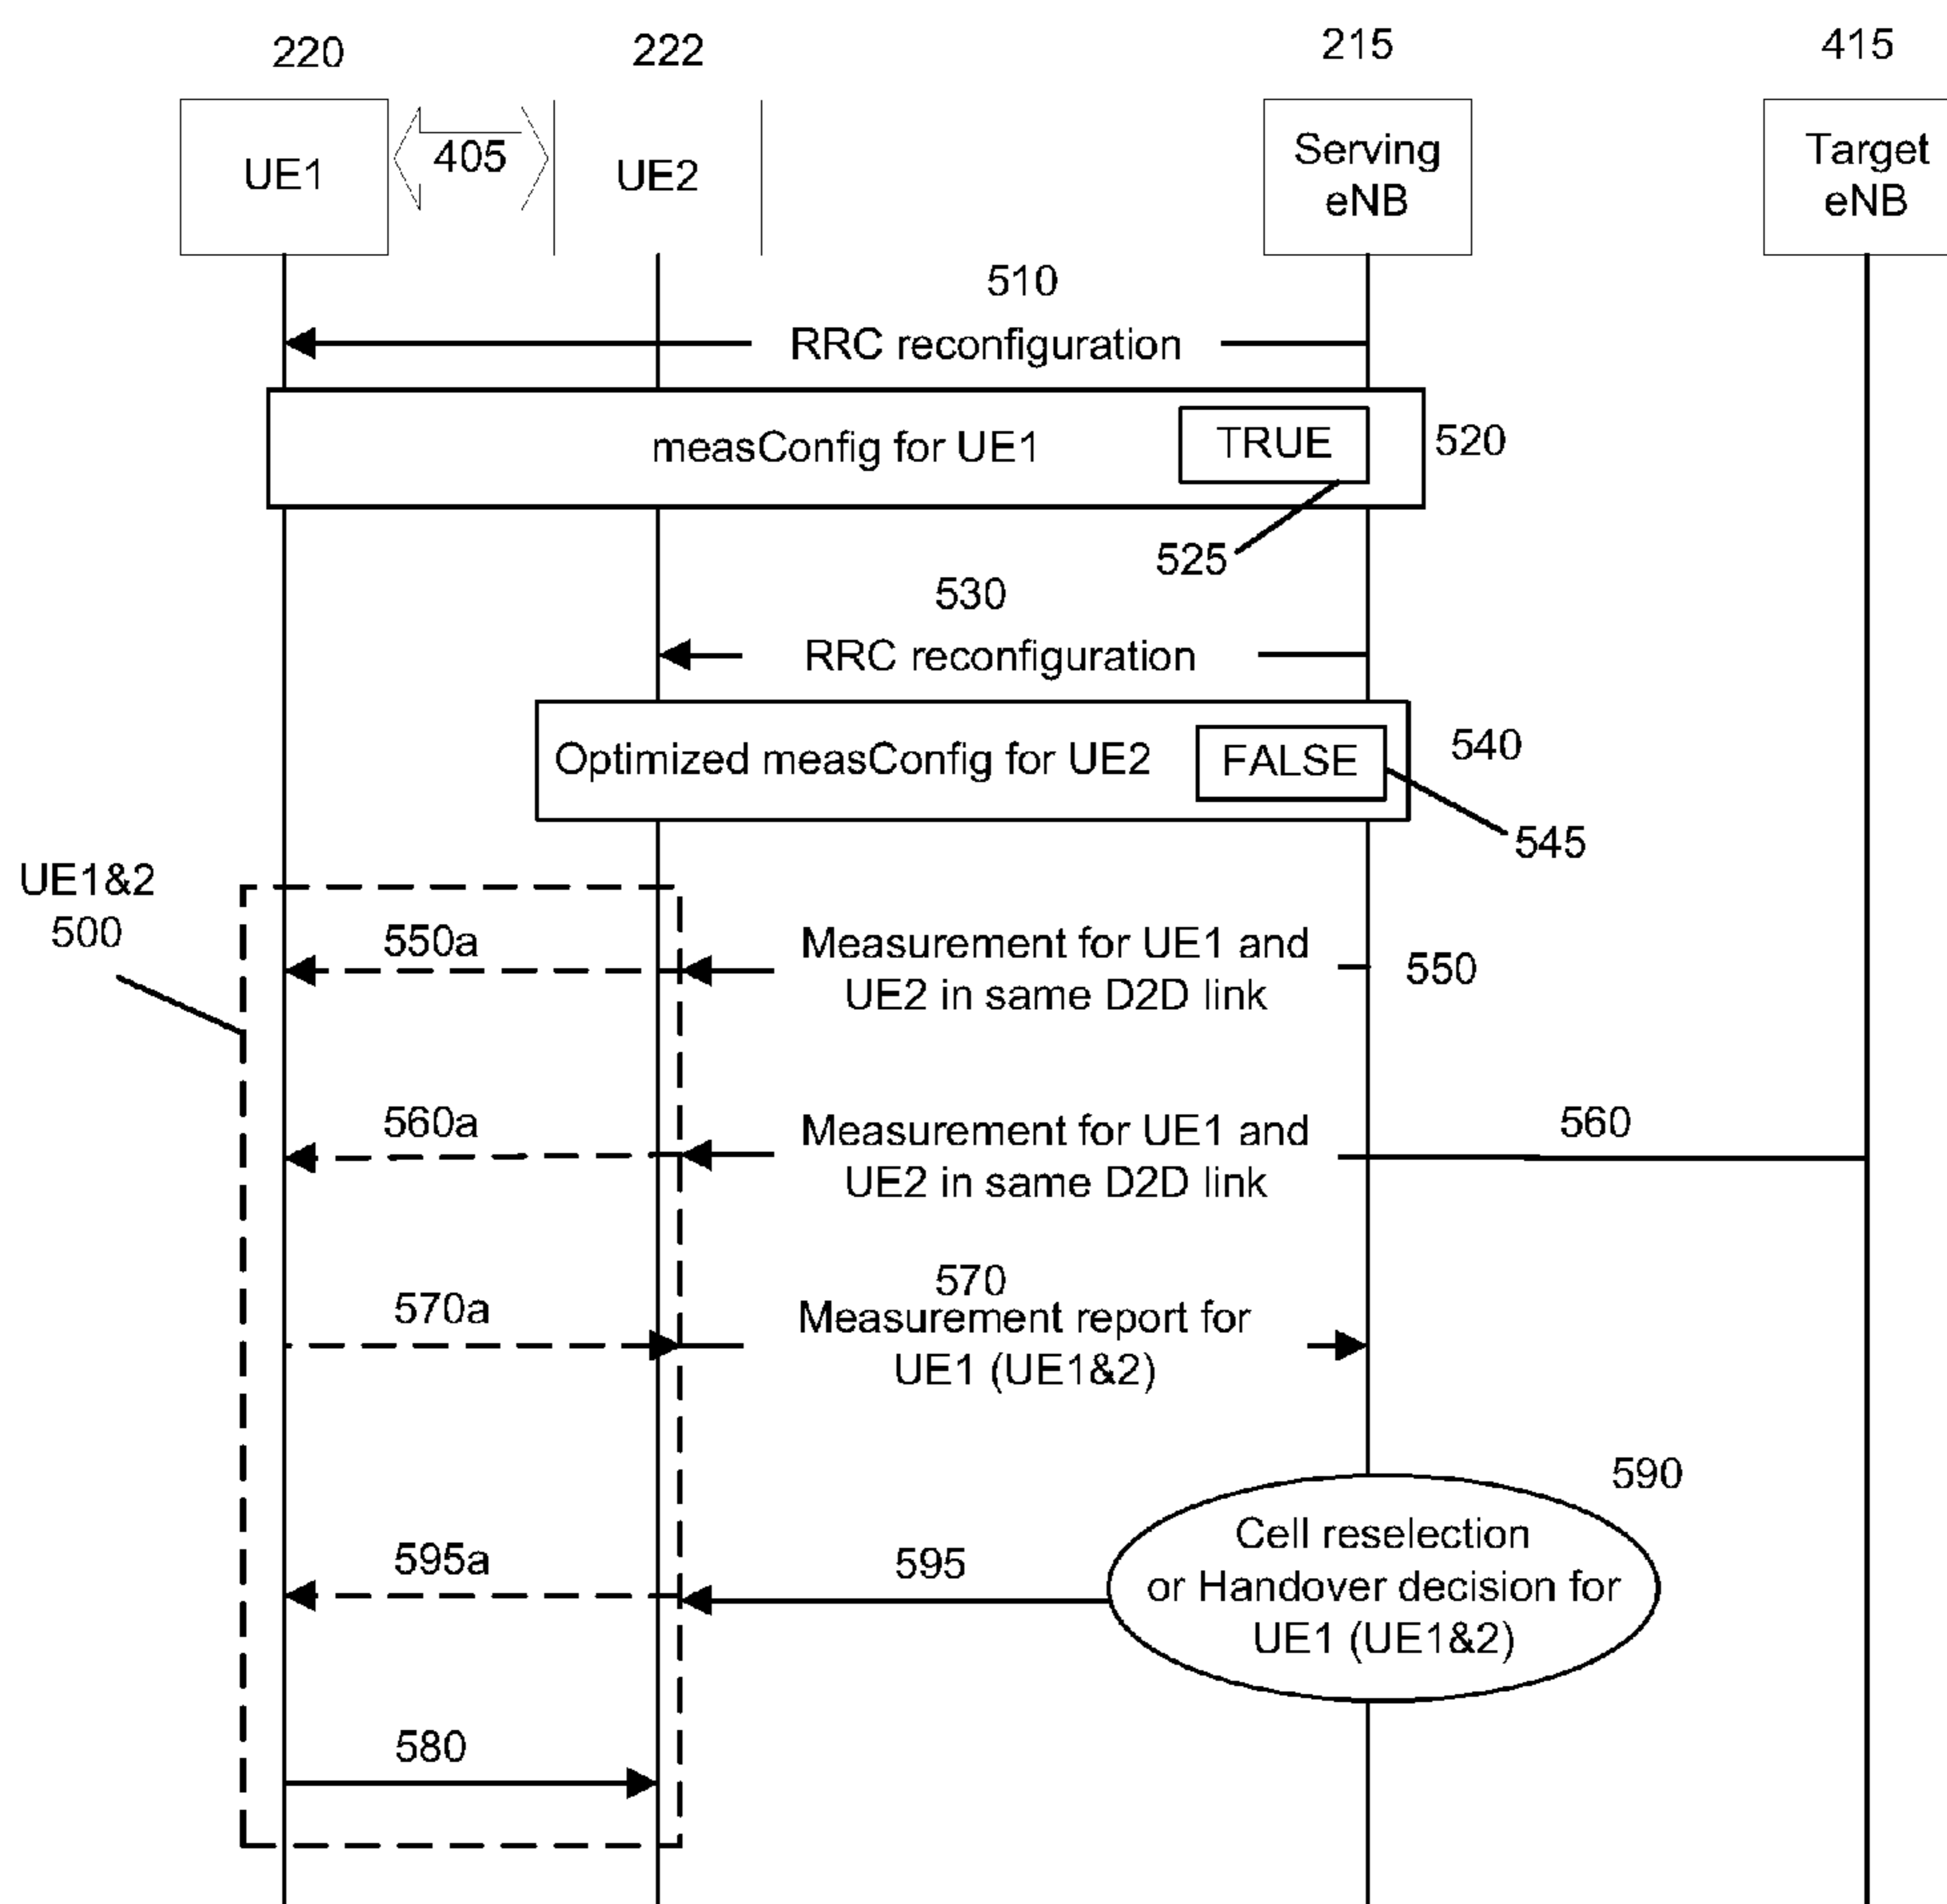 220
222
215
415
UE1
405
UE2
Serving
eNB
Target
eNB
510
RRC reconfiguration
measConfig for UE1
TRUE
520
525
530
RRC reconfiguration
Optimized measConfig for UE2
FALSE
540
545
UE1&2
500
550a
Measurement for UE1 and
UE2 in same D2D link
550
560a
Measurement for UE1 and
UE2 in same D2D link
560
570a
570
Measurement report for
UE1 (UE1&2)
590
Cell reselection
or Handover decision for
UE1 (UE1&2)
595a
595
580